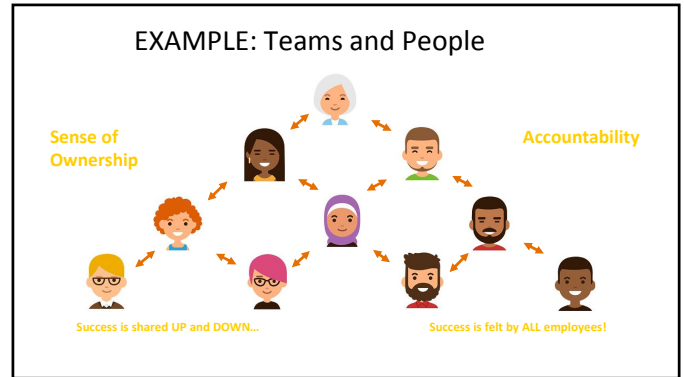 EXAMPLE: Teams and People
Sense of
Ownership
Accountability
Success is shared UP and DOWN...
Success is felt by ALL employees!